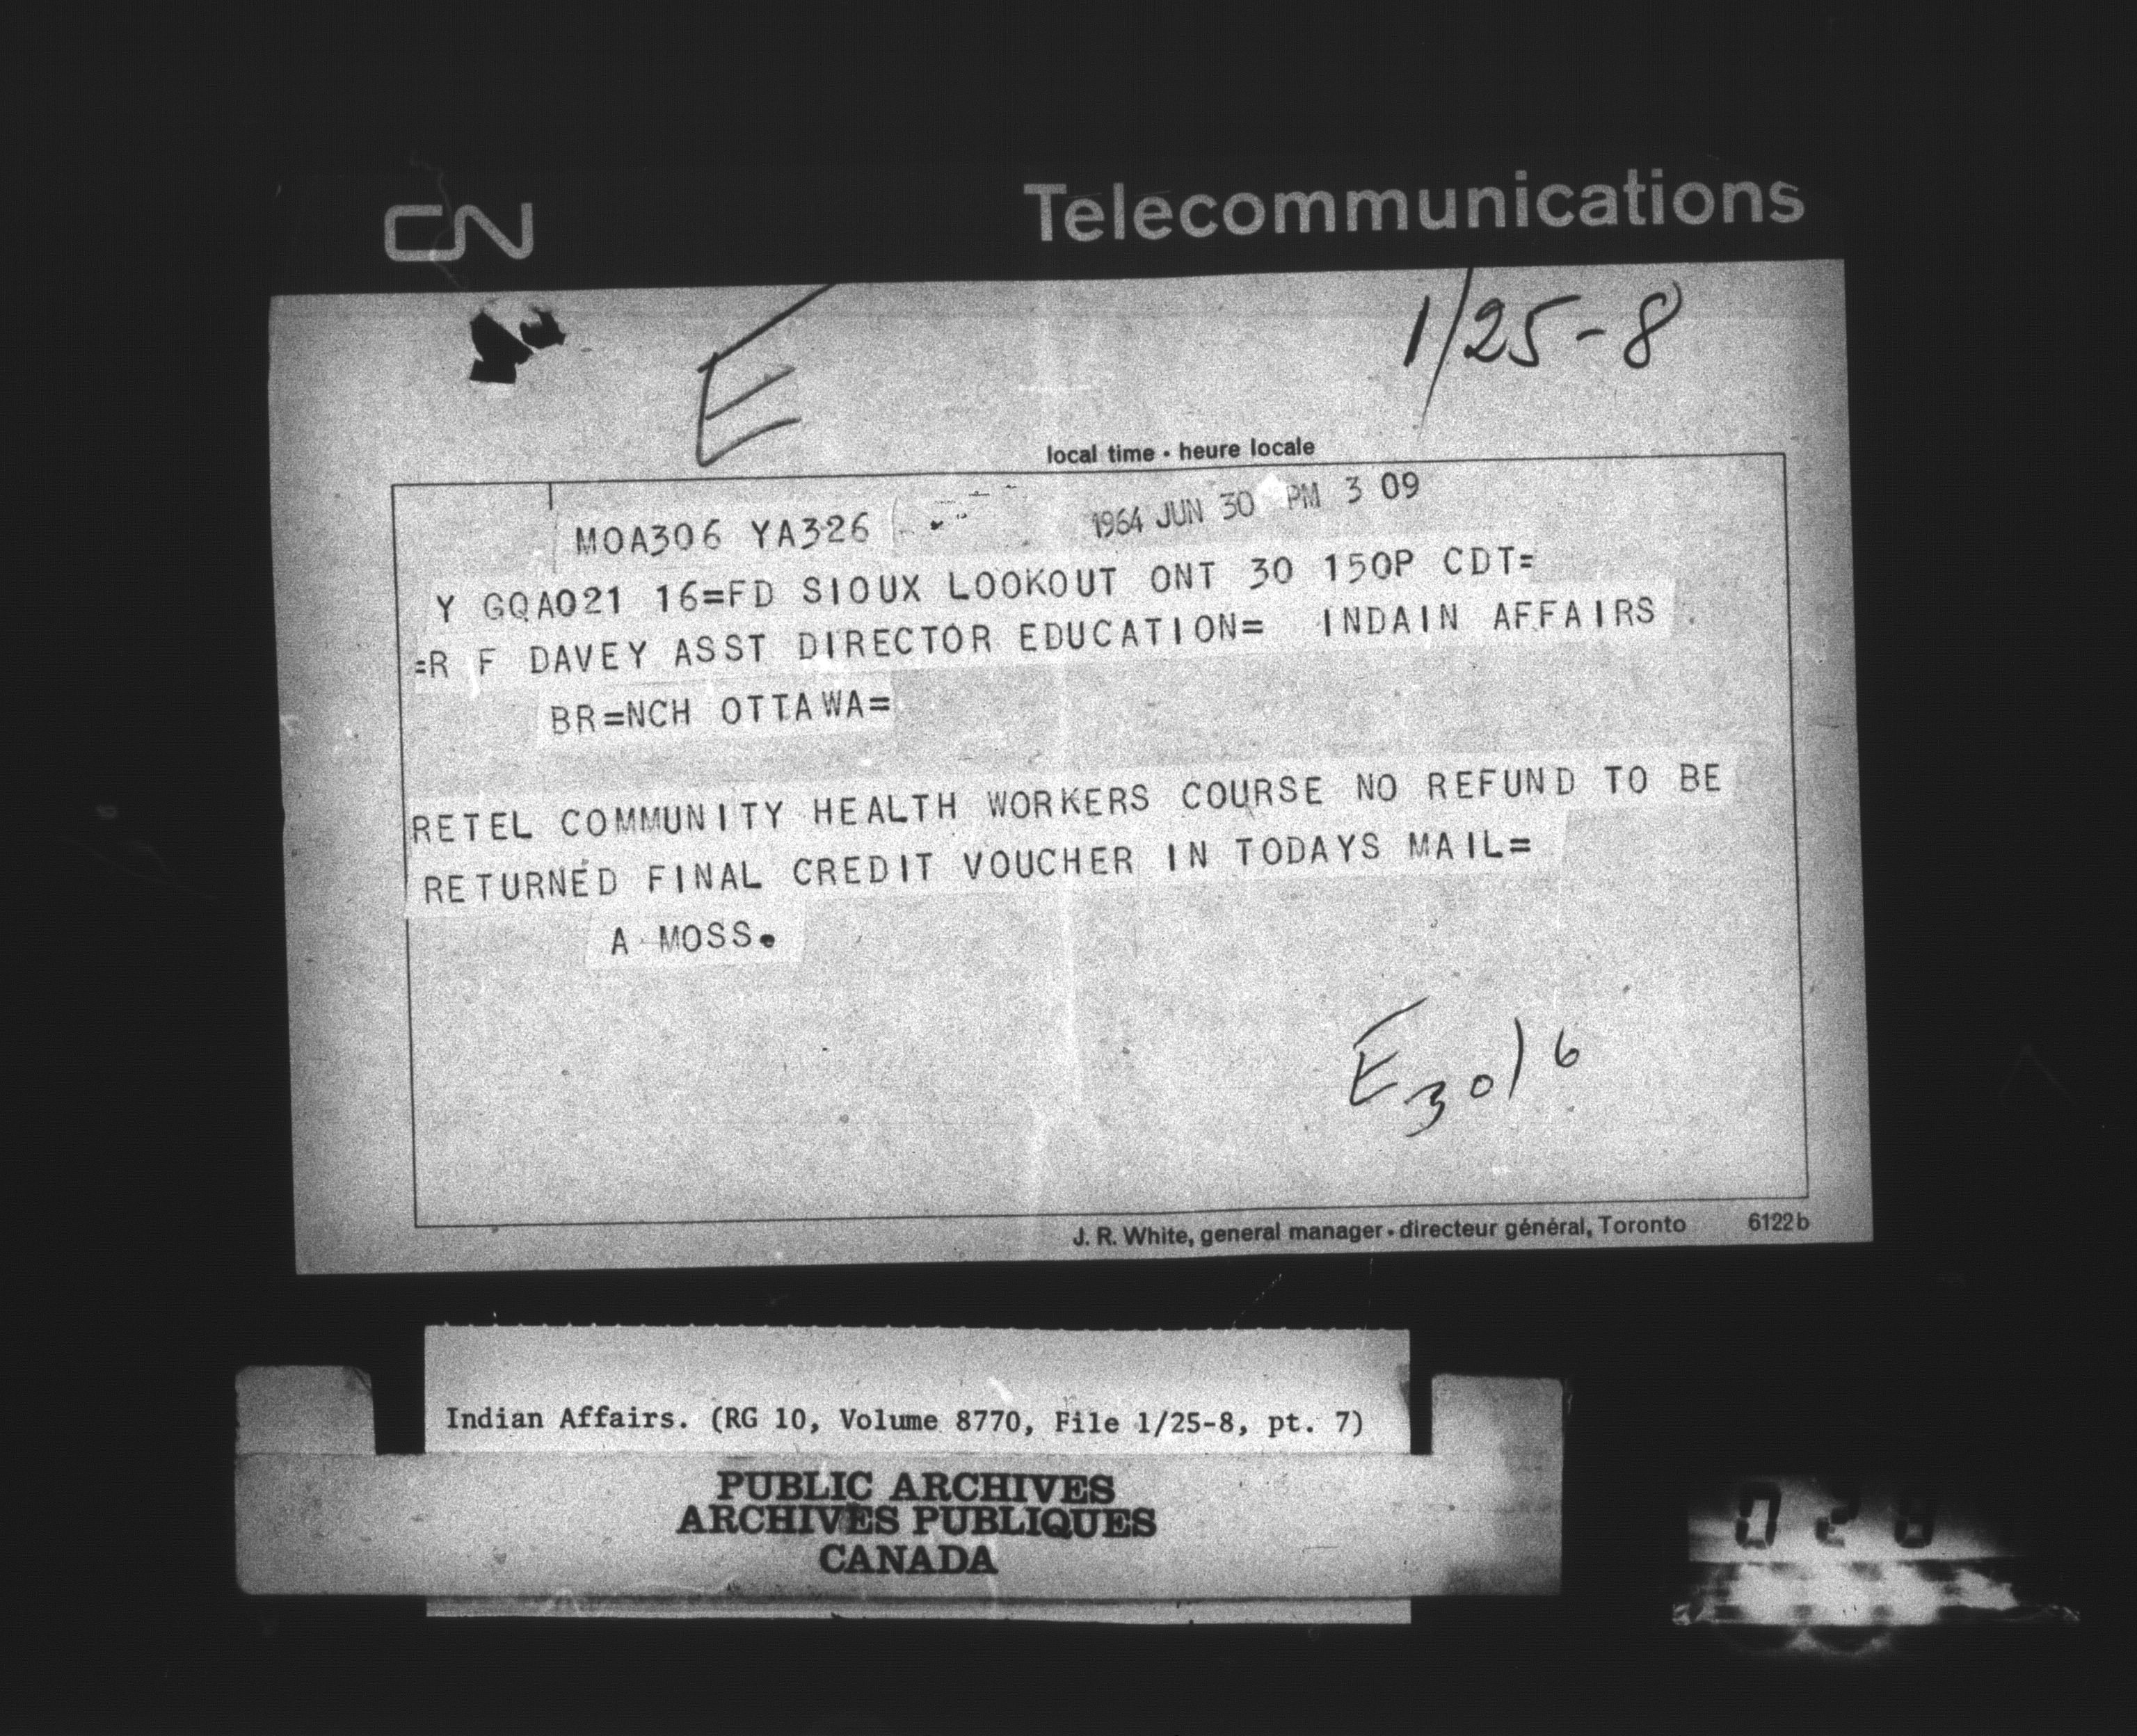 CN Telecommunications
E
1/25-8
local time · heure locale
1964 JUN 30 PM 3 09
MOA306 YA326
Y GQA021 16=FD SIOUX LOOKOUT ONT 30 150P CDT=
=R F DAVEY ASST DIRECTOR EDUCATION= INDAIN AFFAIRS
BR=NCH OTTAWA=
RETEL COMMUNITY HEALTH WORKERS COURSE NO REFUND TO BE
RETURNED FINAL CREDIT VOUCHER IN TODAYS MAIL=
A MOSS.
E 30/6
J. R. White, general manager · directeur général, Toronto 6122b
Indian Affairs. (RG 10, Volume 8770, File 1/25-8, pt. 7)
PUBLIC ARCHIVES
ARCHIVES PUBLIQUES
CANADA